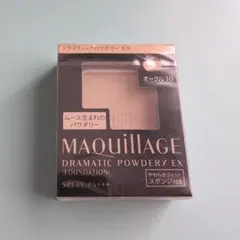 ドラマティックパウダリー EX
オークル 10
ムース生まれの
パウダリー
MAQuillAGE
DRAMATIC POWDERY EX
(FOUNDATION)
SPF25 PA+++
やわらかフィット
スポンジ付き